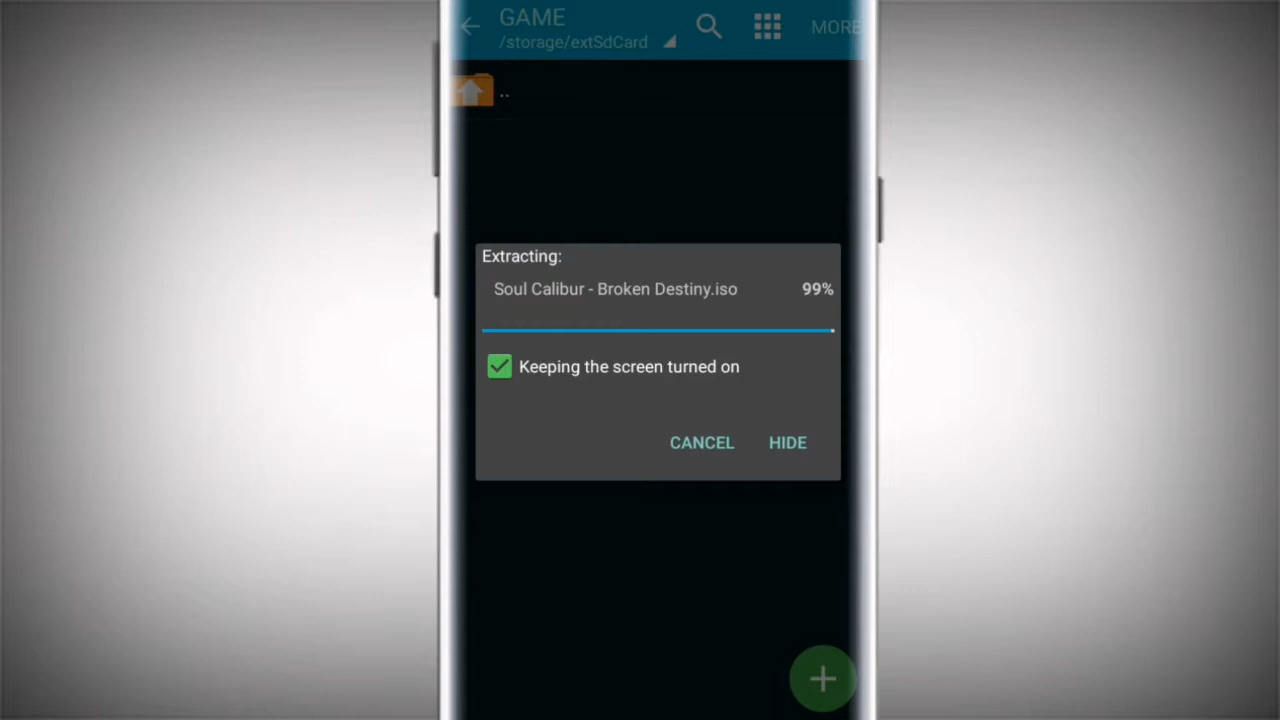 GAME
/storage/extSdCard
MORE
..
Extracting:
Soul Calibur - Broken Destiny.iso 99%
Keeping the screen turned on
CANCEL HIDE